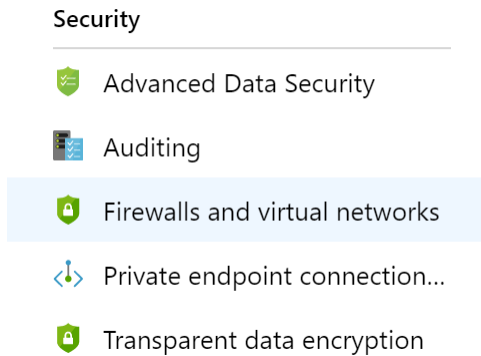 Security
Advanced Data Security
Auditing
Firewalls and virtual networks
Private endpoint connection...
Transparent data encryption